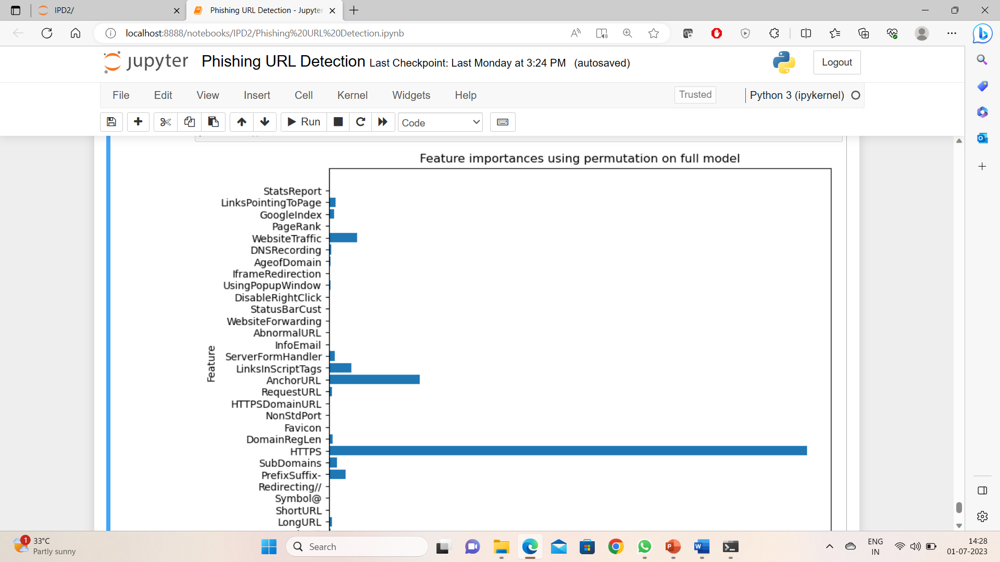 IPD2/
Phishing URL Detection - Jupyter
localhost:8888/notebooks/IPD2/Phishing%20URL%20Detection.ipynb
jupyter Phishing URL Detection Last Checkpoint: Last Monday at 3:24 PM (autosaved)
Logout
File Edit View Insert Cell Kernel Widgets Help
Trusted
Python 3 (ipykernel)
Run
Code
Feature importances using permutation on full model
StatsReport
LinksPointingToPage
GoogleIndex
PageRank
WebsiteTraffic
DNSRecording
AgeofDomain
IframeRedirection
UsingPopupWindow
DisableRightClick
StatusBarCust
WebsiteForwarding
AbnormalURL
InfoEmail
ServerFormHandler
LinksInScriptTags
AnchorURL
RequestURL
HTTPSDomainURL
NonStdPort
Favicon
DomainRegLen
HTTPS
SubDomains
PrefixSuffix-
Redirecting//
Symbol@
ShortURL
LongURL
Feature
1
33°C
Partly sunny
Search
ENG
IN
14:28
01-07-2023